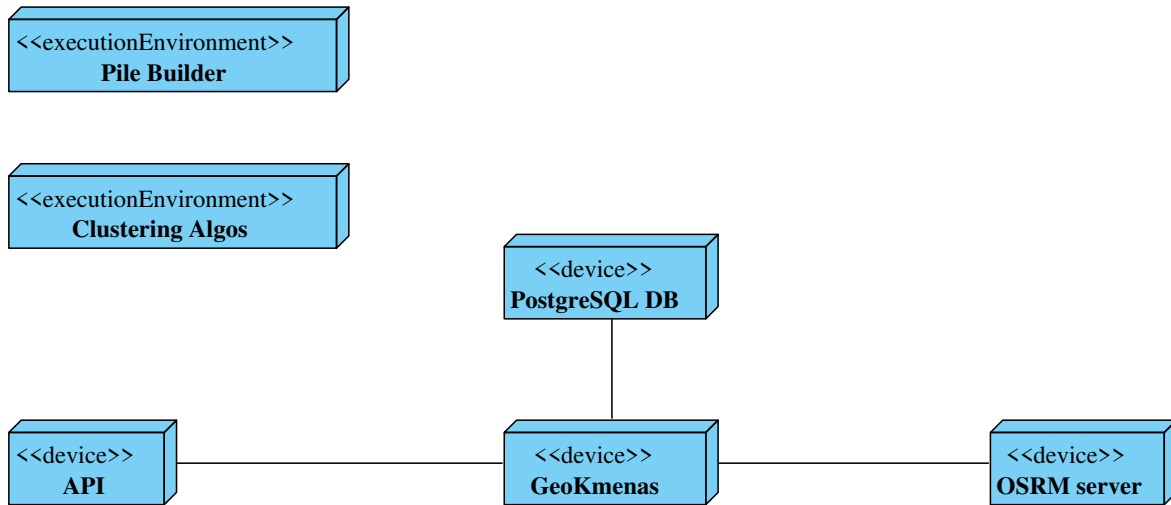 <<executionEnvironment>>
Pile Builder
<<executionEnvironment>>
Clustering Algos
<<device>>
PostgreSQL DB
<<device>>
API
<<device>>
GeoKmenas
<<device>>
OSRM server